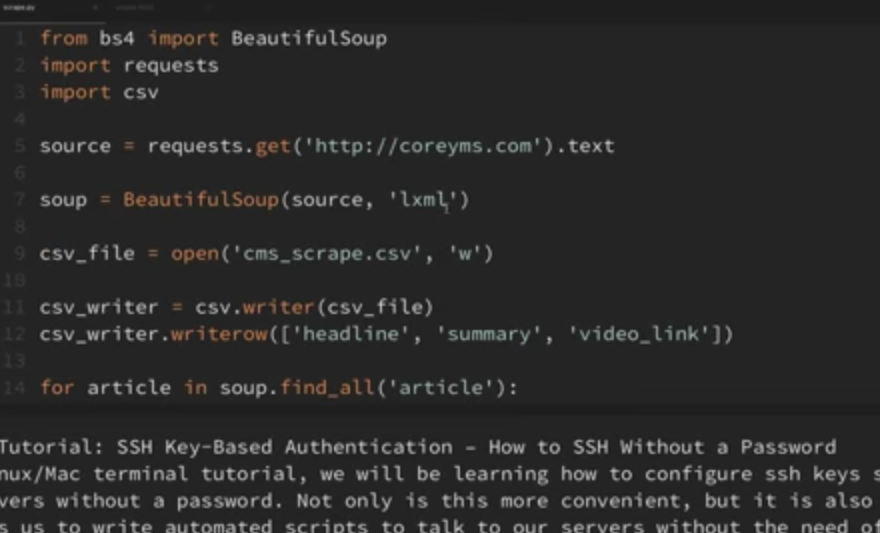 scrape.py
1 from bs4 import BeautifulSoup
2 import requests
3 import csv
4
5 source = requests.get('http://coreyms.com').text
6
7 soup = BeautifulSoup(source, 'lxml')
8
9 csv_file = open('cms_scrape.csv', 'w')
10
11 csv_writer = csv.writer(csv_file)
12 csv_writer.writerow(['headline', 'summary', 'video_link'])
13
14 for article in soup.find_all('article'):
Tutorial: SSH Key-Based Authentication – How to SSH Without a Password
nux/Mac terminal tutorial, we will be learning how to configure ssh keys s
vers without a password. Not only is this more convenient, but it is also
s us to write automated scripts to talk to our servers without the need of